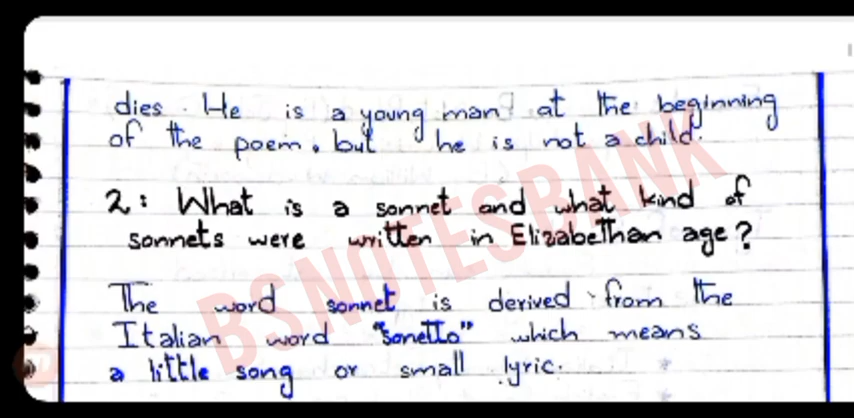 dies. He is a young man at the beginning
of the poem, but he is not a child.
2: What is a sonnet and what kind of
sonnets were written in Elizabethan age?
The word sonnet is derived from the
Italian word "Sonetto" which means
a little song or small lyric.
BSNOTESBANK